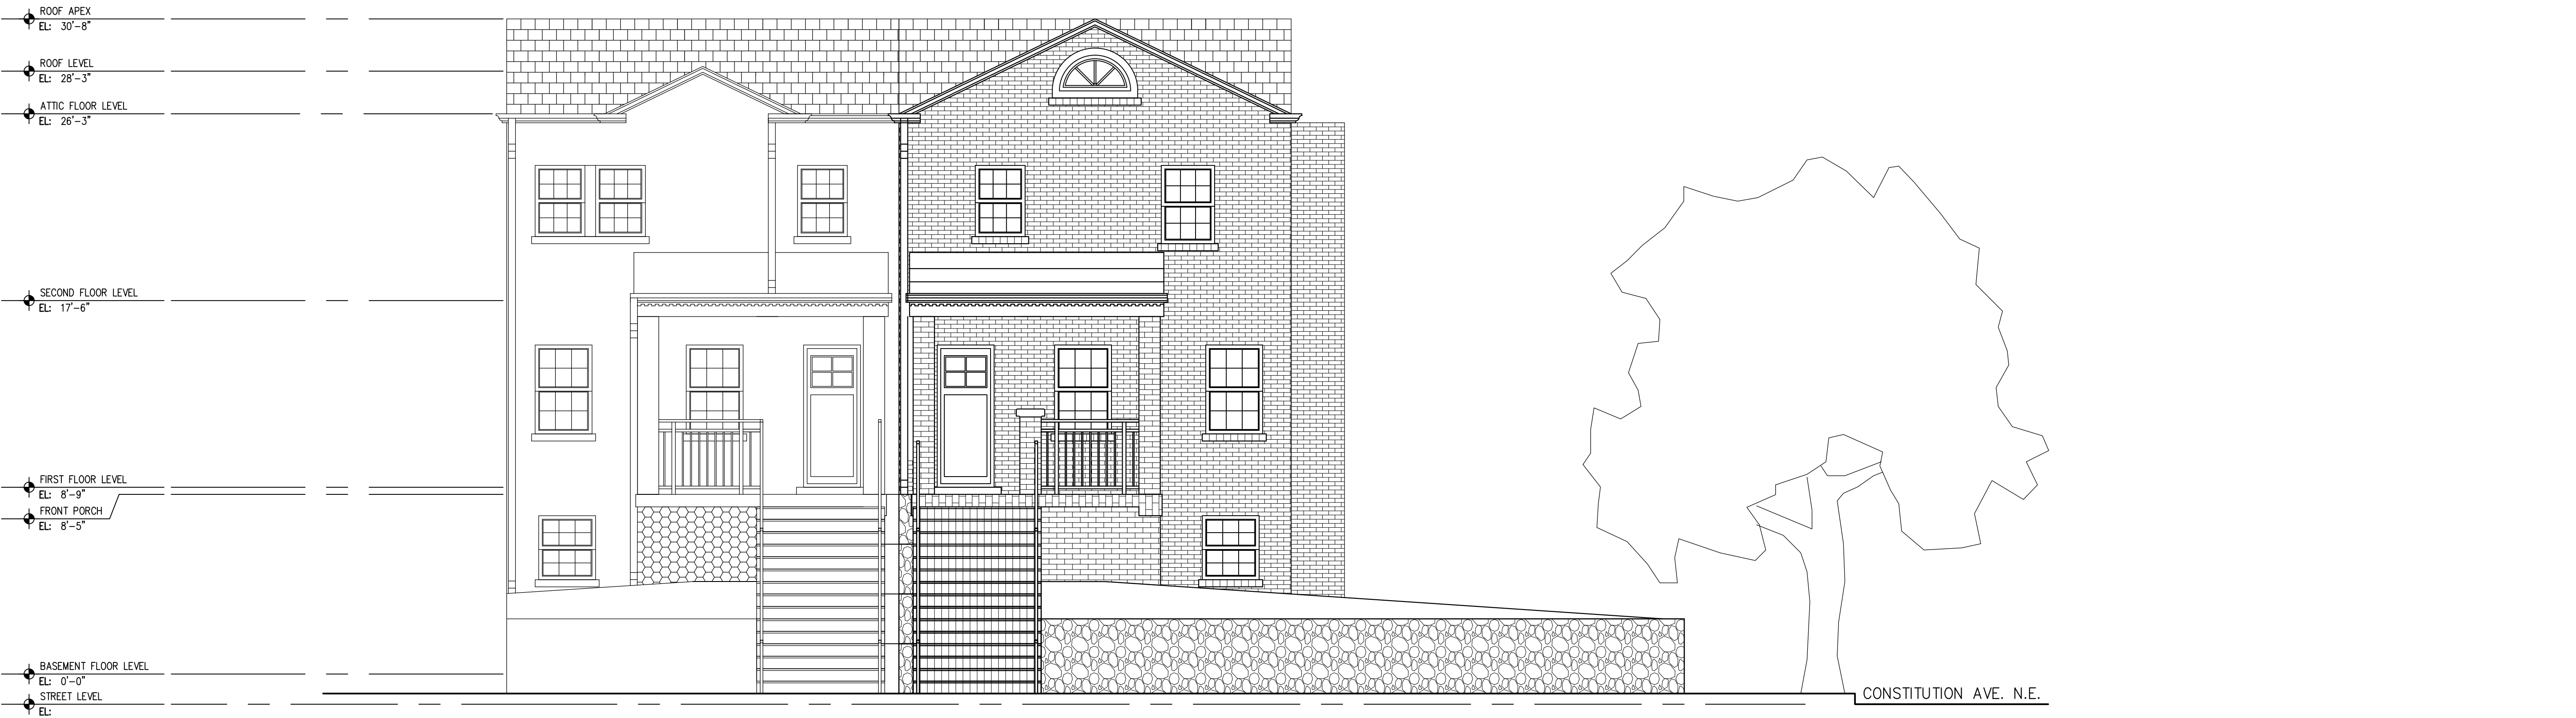 ROOF APEX
EL: 30'-8"
ROOF LEVEL
EL: 28'-3"
ATTIC FLOOR LEVEL
EL: 26'-3"
SECOND FLOOR LEVEL
EL: 17'-6"
FIRST FLOOR LEVEL
EL: 8'-9"
FRONT PORCH
EL: 8'-5"
BASEMENT FLOOR LEVEL
EL: 0'-0"
STREET LEVEL
EL:
CONSTITUTION AVE. N.E.